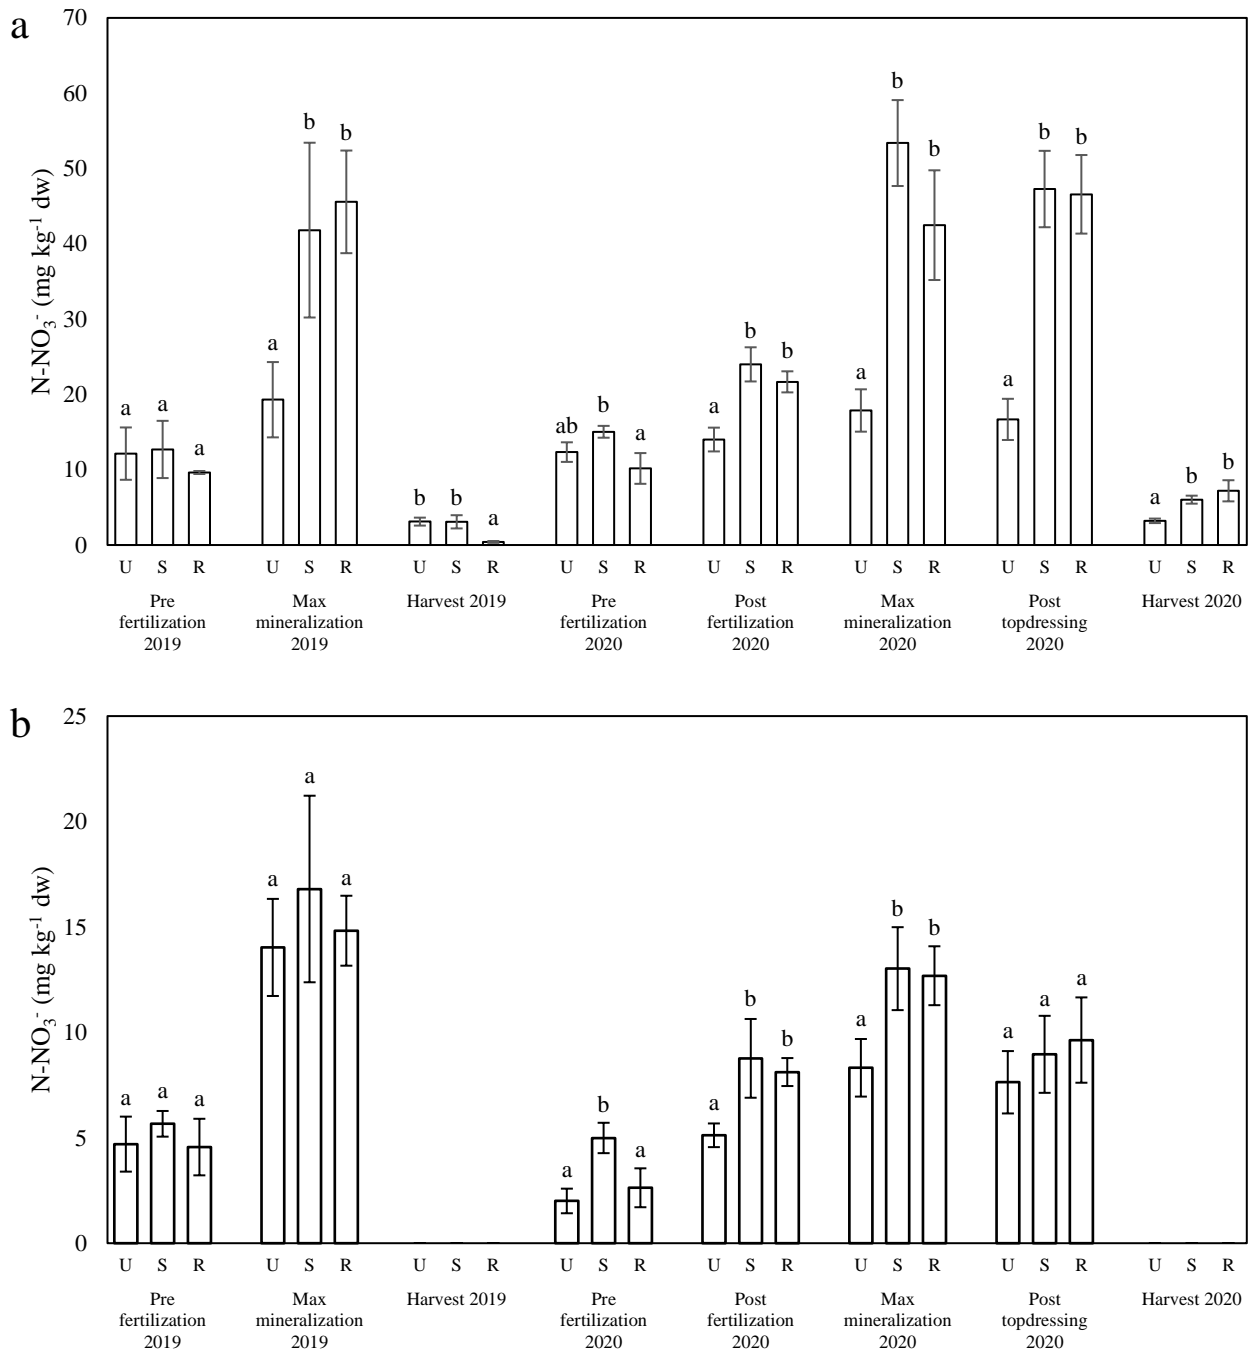 a
70
60
50
40
30
20
10
0
N-NO₃⁻ (mg kg⁻¹ dw)
a a a
a b b
b b a
ab b a
a b b
a b b
a b b
a b b
U S R U S R U S R U S R U S R U S R U S R U S R
Pre Max Harvest 2019 Pre Post Max Post Harvest 2020
fertilization mineralization fertilization fertilization mineralization topdressing
2019 2019 2020 2020 2020 2020
b
25
20
15
10
5
0
N-NO₃⁻ (mg kg⁻¹ dw)
a a a
a a a
a b a
a b b
a b b
a a a
U S R U S R U S R U S R U S R U S R U S R U S R
Pre Max Harvest 2019 Pre Post Max Post Harvest 2020
fertilization mineralization fertilization fertilization mineralization topdressing
2019 2019 2020 2020 2020 2020